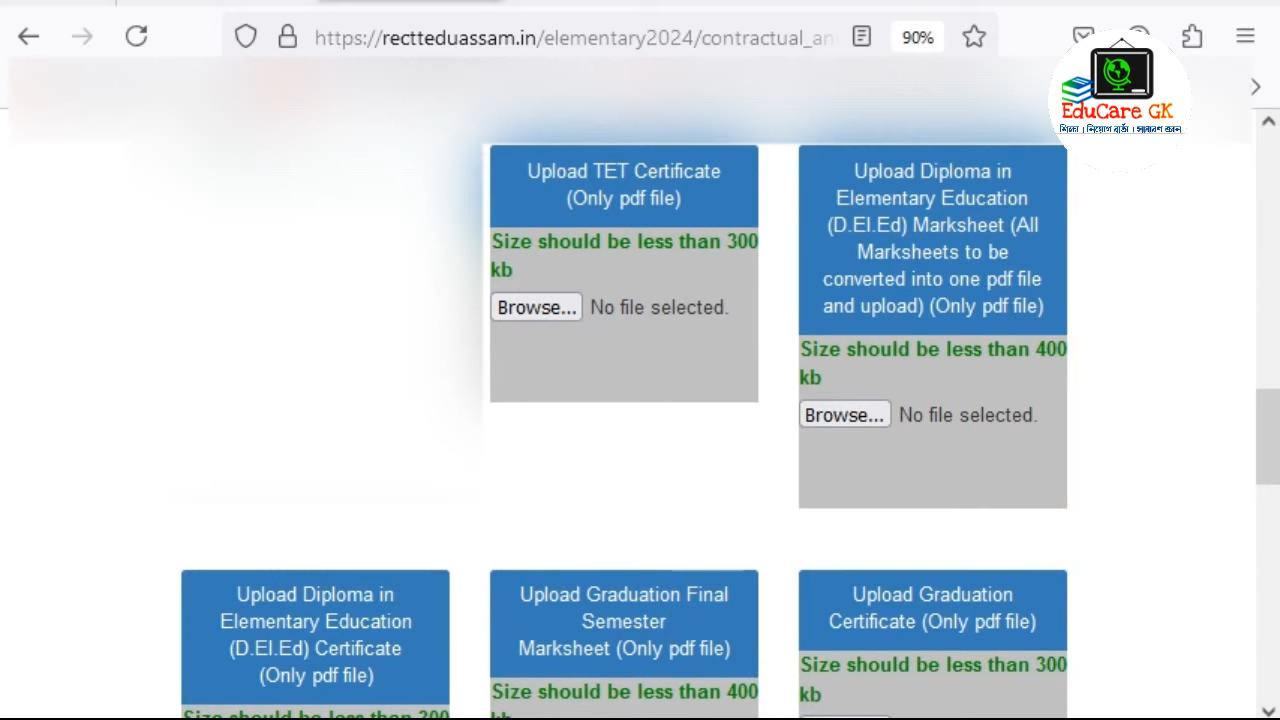 https://rectteduassam.in/elementary2024/contractual_an
90%
EduCare GK
Upload TET Certificate
(Only pdf file)
Size should be less than 300
kb
Browse... No file selected.
Upload Diploma in
Elementary Education
(D.El.Ed) Marksheet (All
Marksheets to be
converted into one pdf file
and upload) (Only pdf file)
Size should be less than 400
kb
Browse... No file selected.
Upload Diploma in
Elementary Education
(D.El.Ed) Certificate
(Only pdf file)
Upload Graduation Final
Semester
Marksheet (Only pdf file)
Size should be less than 400
Upload Graduation
Certificate (Only pdf file)
Size should be less than 300
kb